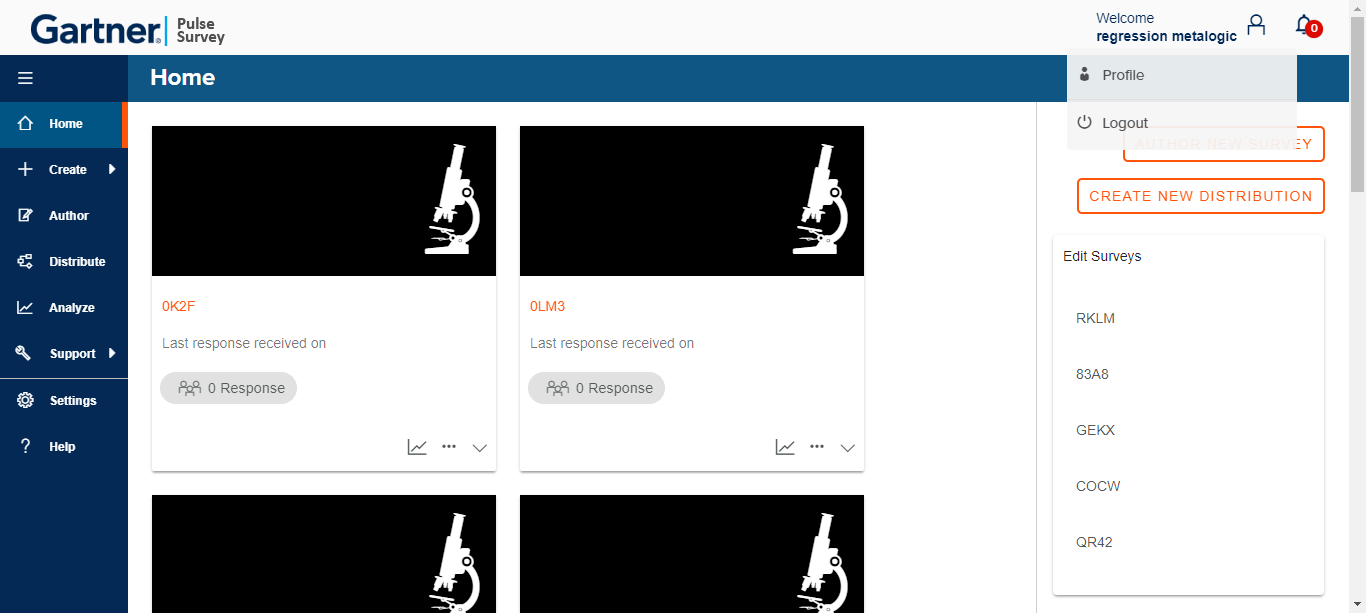 Gartner
Pulse
Survey
Welcome
regression metalogic
0
Home
Profile
Logout
Home
Create
Author
Distribute
Analyze
Support
Settings
Help
AUTHOR NEW SURVEY
CREATE NEW DISTRIBUTION
0K2F
Last response received on
0 Response
0LM3
Last response received on
0 Response
Edit Surveys
RKLM
83A8
GEKX
COCW
QR42